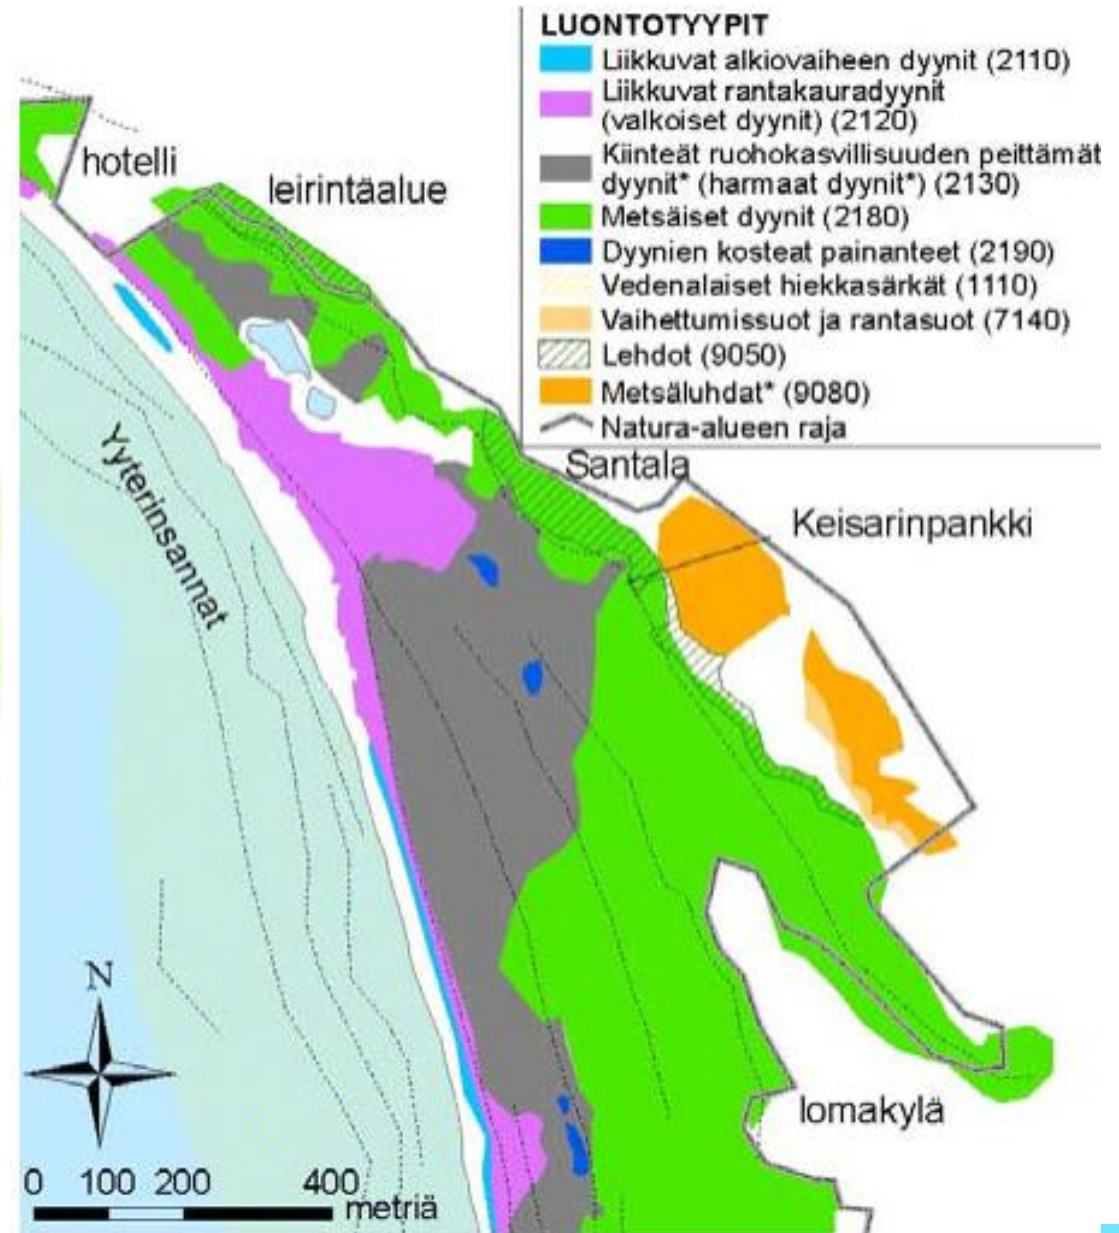 LUONTOTYYPIT
Liikkuvat alkiovaiheen dyynit (2110)
Liikkuvat rantakauradyynit
(valkoiset dyynit) (2120)
Kiinteät ruohokasvillisuuden peittämät
dyynit* (harmaat dyynit*) (2130)
Metsäiset dyynit (2180)
Dyynien kosteat painanteet (2190)
Vedenalaiset hiekkasärkät (1110)
Vaihettumissuot ja rantasuot (7140)
Lehdot (9050)
Metsäluhdat* (9080)
Natura-alueen raja
hotelli
leirintäalue
Santala
Keisarinpankki
Yyterinsannat
lomakylä
N
0 100 200 400
metriä